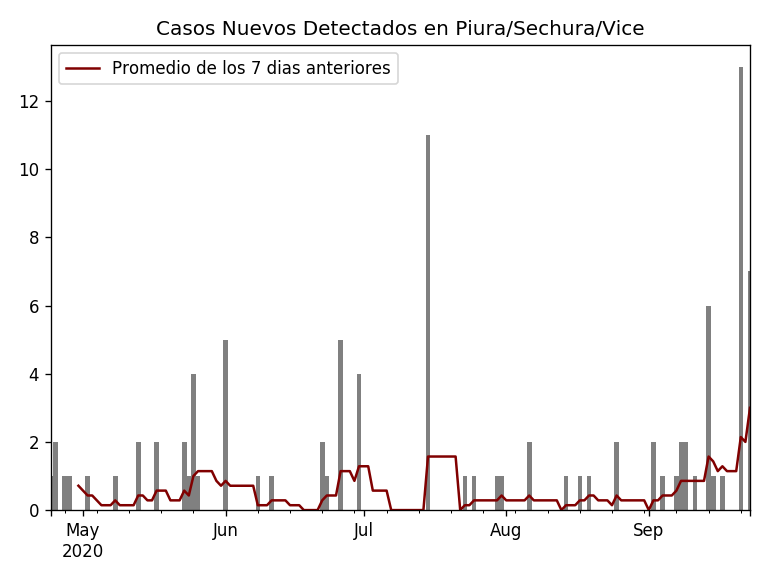 Casos Nuevos Detectados en Piura/Sechura/Vice
Promedio de los 7 dias anteriores
12
10
8
6
4
2
0
May Jun Jul Aug Sep
2020